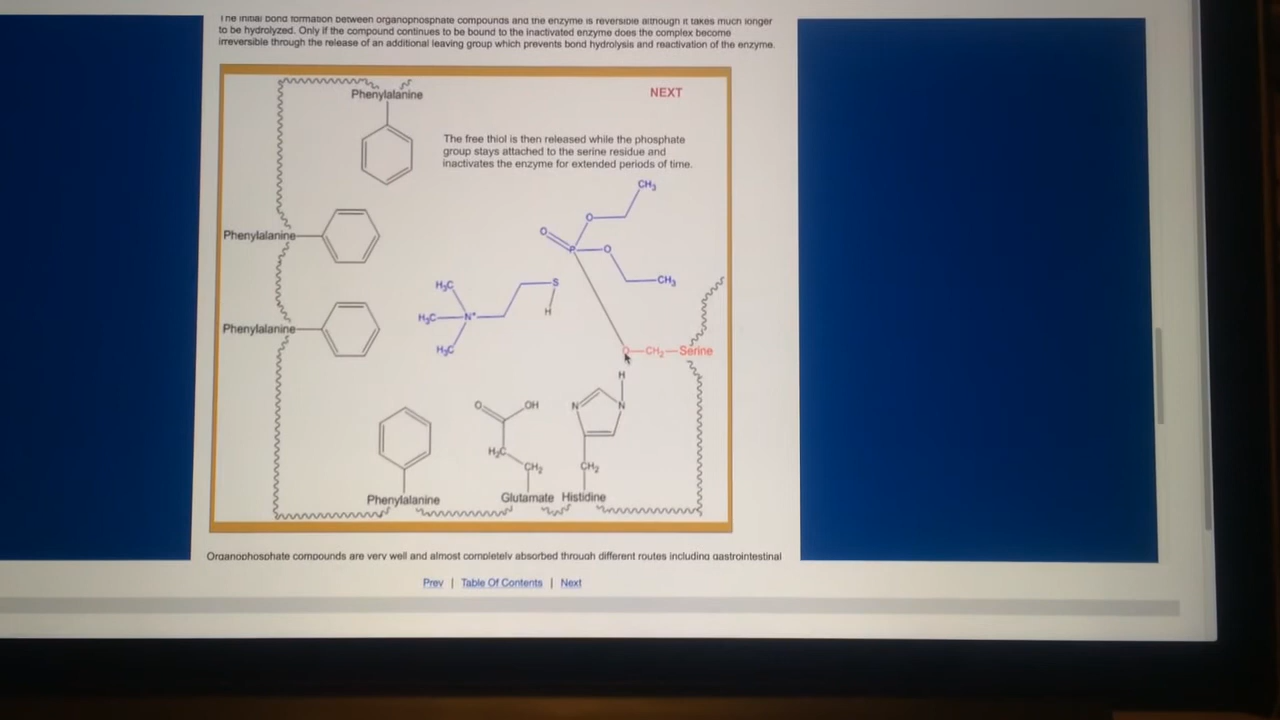 The initial bond formation between organophosphate compounds and the enzyme is reversible although it takes much longer
to be hydrolyzed. Only if the compound continues to be bound to the inactivated enzyme does the complex become
irreversible through the release of an additional leaving group which prevents bond hydrolysis and reactivation of the enzyme.
Phenylalanine
NEXT
The free thiol is then released while the phosphate
group stays attached to the serine residue and
inactivates the enzyme for extended periods of time.
CH3
O
O
P
O
CH3
Phenylalanine
H3C
S
H
H3C
N+
H3C
Phenylalanine
O—CH2—Serine
H
N
N
O
OH
H2C
CH2
CH2
Phenylalanine
Glutamate
Histidine
Organophosphate compounds are very well and almost completely absorbed through different routes including gastrointestinal
Prev | Table Of Contents | Next